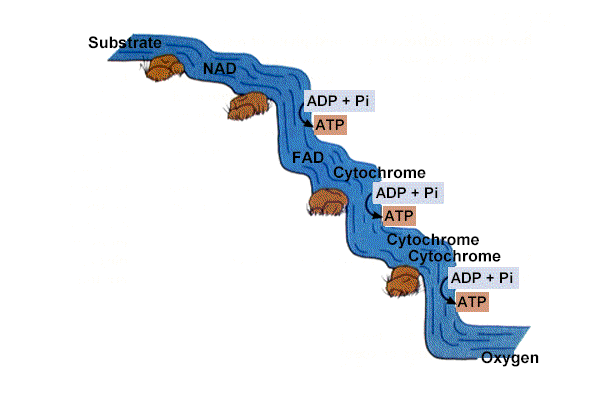 Substrate
NAD
ADP + Pi
ATP
FAD
Cytochrome
ADP + Pi
ATP
Cytochrome
Cytochrome
ADP + Pi
ATP
Oxygen